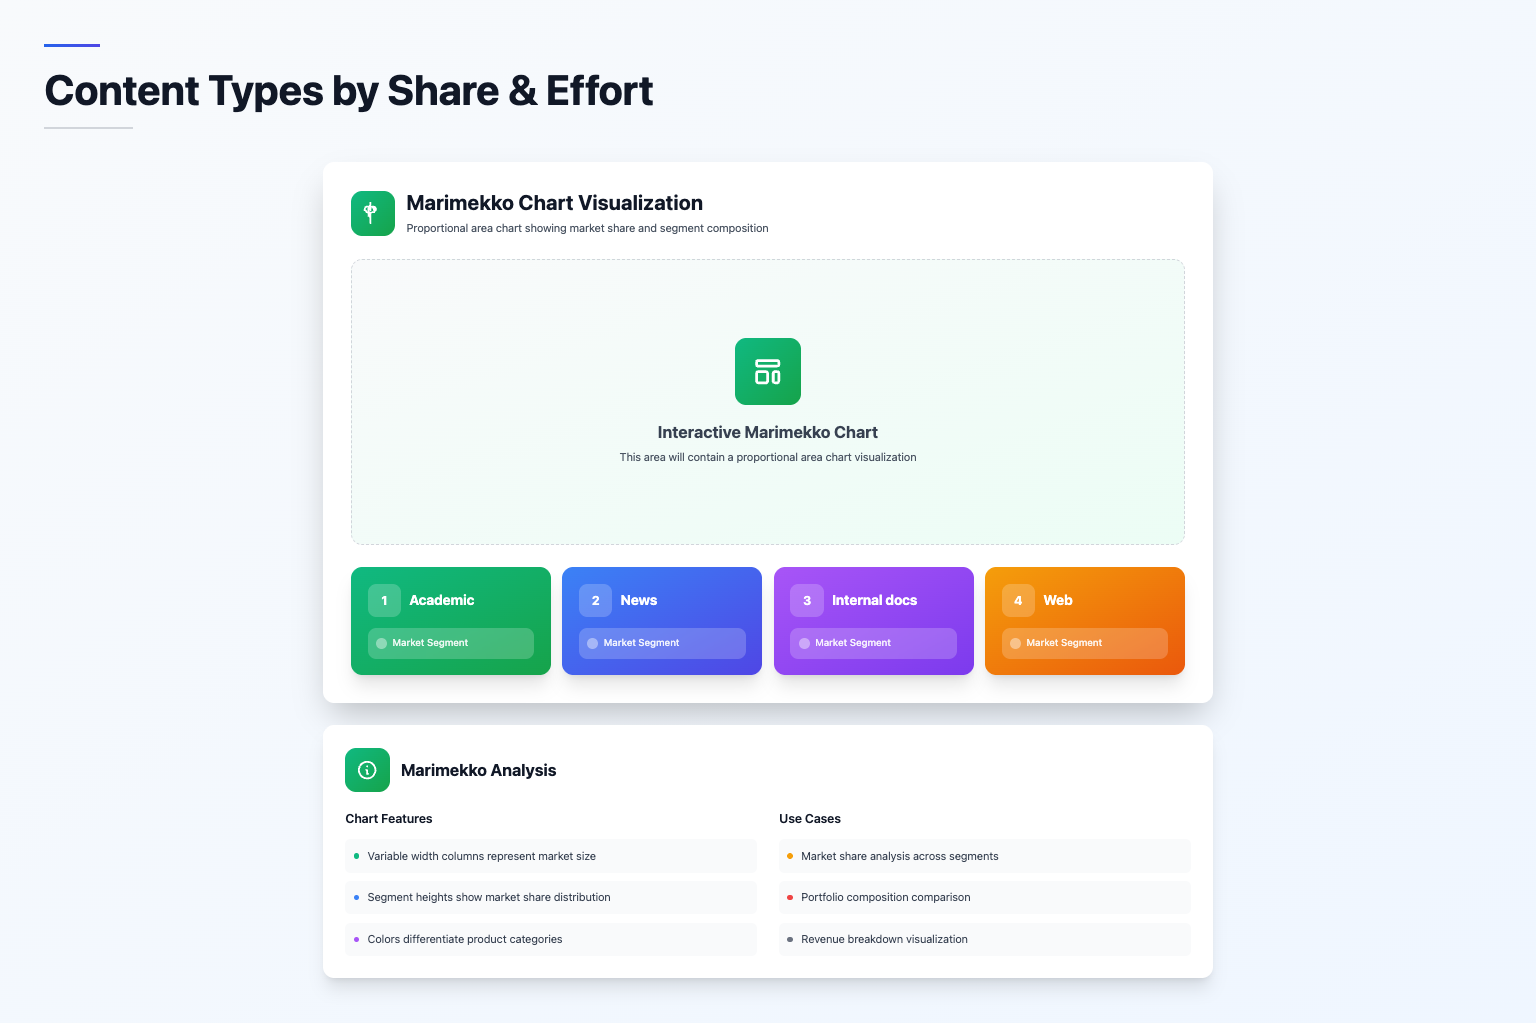 Content Types by Share & Effort
Marimekko Chart Visualization
Proportional area chart showing market share and segment composition
Interactive Marimekko Chart
This area will contain a proportional area chart visualization
1 Academic
Market Segment
2 News
Market Segment
3 Internal docs
Market Segment
4 Web
Market Segment
Marimekko Analysis
Chart Features
Variable width columns represent market size
Segment heights show market share distribution
Colors differentiate product categories
Use Cases
Market share analysis across segments
Portfolio composition comparison
Revenue breakdown visualization